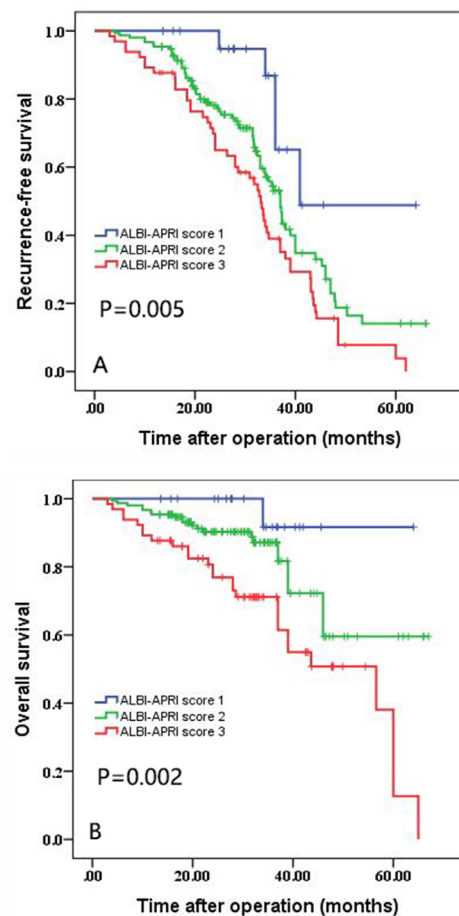 1.0
0.8
0.6
0.4
0.2
0.0
Recurrence-free survival
ALBI-APRI score 1
ALBI-APRI score 2
ALBI-APRI score 3
P=0.005
A
.00 20.00 40.00 60.00
Time after operation (months)
1.0
0.8
0.6
0.4
0.2
0.0
Overall survival
ALBI-APRI score 1
ALBI-APRI score 2
ALBI-APRI score 3
P=0.002
B
.00 20.00 40.00 60.00
Time after operation (months)